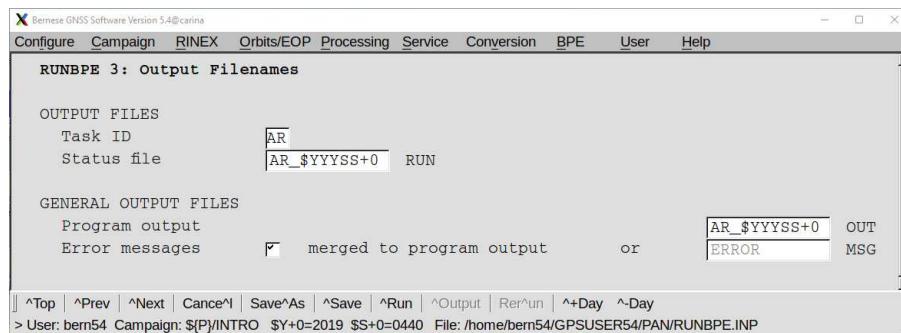 Bernese GNSS Software Version 5.4@carina
Configure Campaign RINEX Orbits/EOP Processing Service Conversion BPE User Help
RUNBPE 3: Output Filenames
OUTPUT FILES
Task ID AR
Status file AR_$YYYSS+0 RUN
GENERAL OUTPUT FILES
Program output AR_$YYYSS+0 OUT
Error messages merged to program output or ERROR MSG
^Top ^Prev ^Next Cance^l Save^As ^Save ^Run ^Output Rer^un ^+Day ^-Day
> User: bern54 Campaign: ${P}/INTRO $Y+0=2019 $S+0=0440 File: /home/bern54/GPSUSER54/PAN/RUNBPE.INP